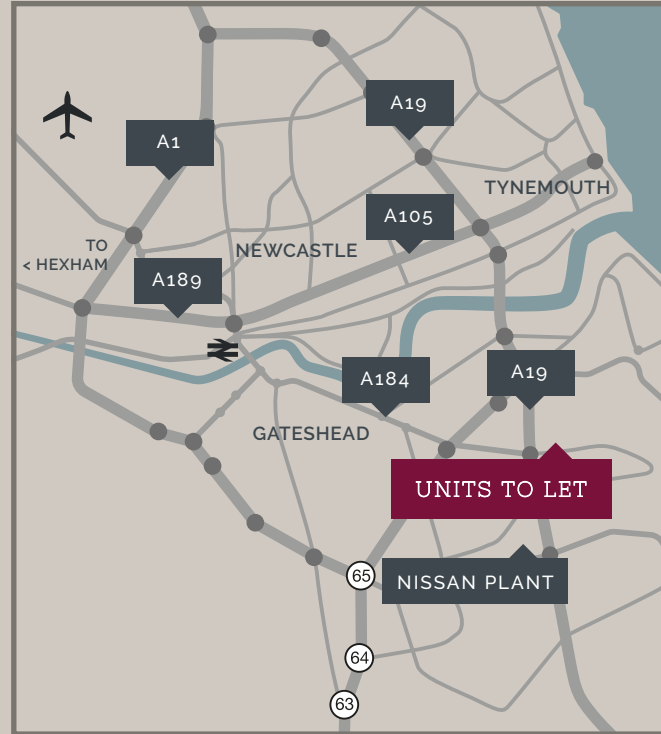 A19
A1
TYNEMOUTH
A105
TO
< HEXHAM
NEWCASTLE
A189
A184
A19
GATESHEAD
UNITS TO LET
65
NISSAN PLANT
64
63